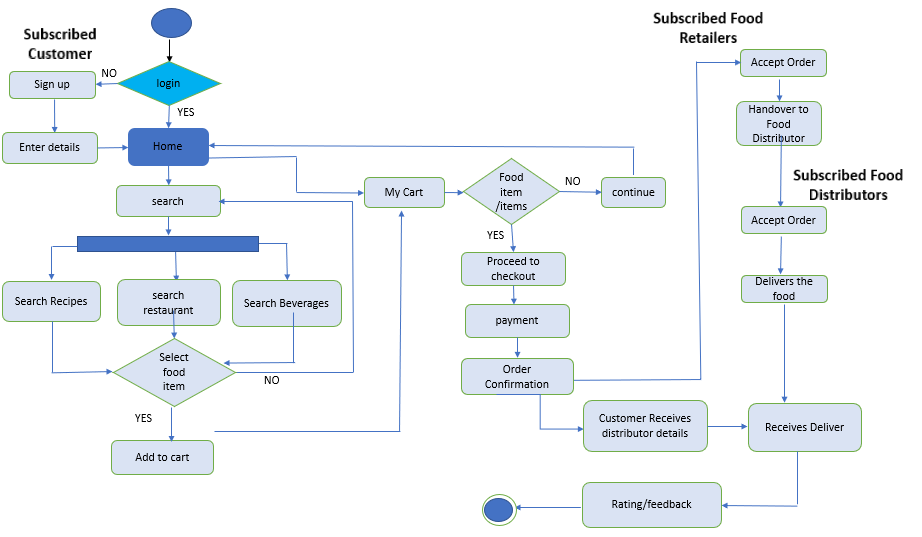 Subscribed Food
Retailers
Subscribed
Customer
Accept Order
NO
Sign up
login
YES
Handover to
Food
Distributor
Enter details
Home
Subscribed Food
Distributors
Food
item
/items
NO
My Cart
continue
search
Accept Order
YES
Proceed to
checkout
Search Recipes
search
restaurant
Search Beverages
Delivers the
food
payment
Select
food
item
NO
Order
Confirmation
YES
Customer Receives
distributor details
Receives Deliver
Add to cart
Rating/feedback